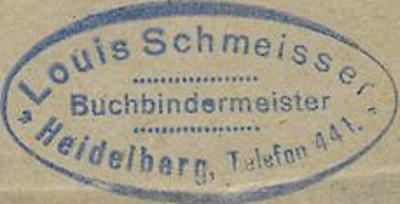 Louis Schmeisser
Buchbindermeister
Heidelberg, Telefon 441.